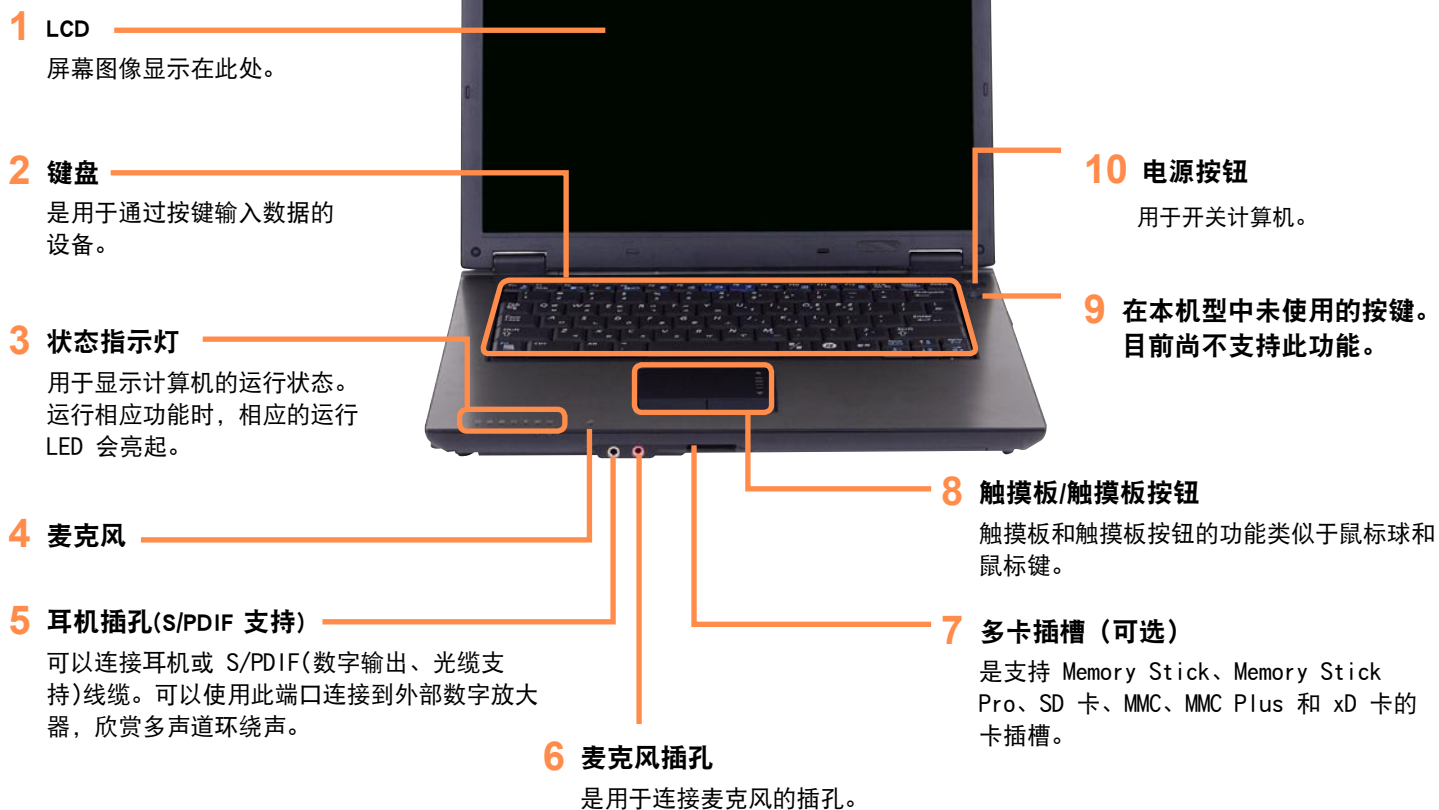 1 LCD
屏幕图像显示在此处。
2 键盘
是用于通过按键输入数据的
设备。
3 状态指示灯
用于显示计算机的运行状态。
运行相应功能时，相应的运行
LED 会亮起。
4 麦克风
5 耳机插孔(S/PDIF 支持)
可以连接耳机或 S/PDIF(数字输出、光缆支
持)线缆。可以使用此端口连接到外部数字放大
器，欣赏多声道环绕声。
6 麦克风插孔
是用于连接麦克风的插孔。
7 多卡插槽（可选）
是支持 Memory Stick、Memory Stick
Pro、SD 卡、MMC、MMC Plus 和 xD 卡的
卡插槽。
8 触摸板/触摸板按钮
触摸板和触摸板按钮的功能类似于鼠标球和
鼠标键。
9 在本机型中未使用的按键。
目前尚不支持此功能。
10 电源按钮
用于开关计算机。